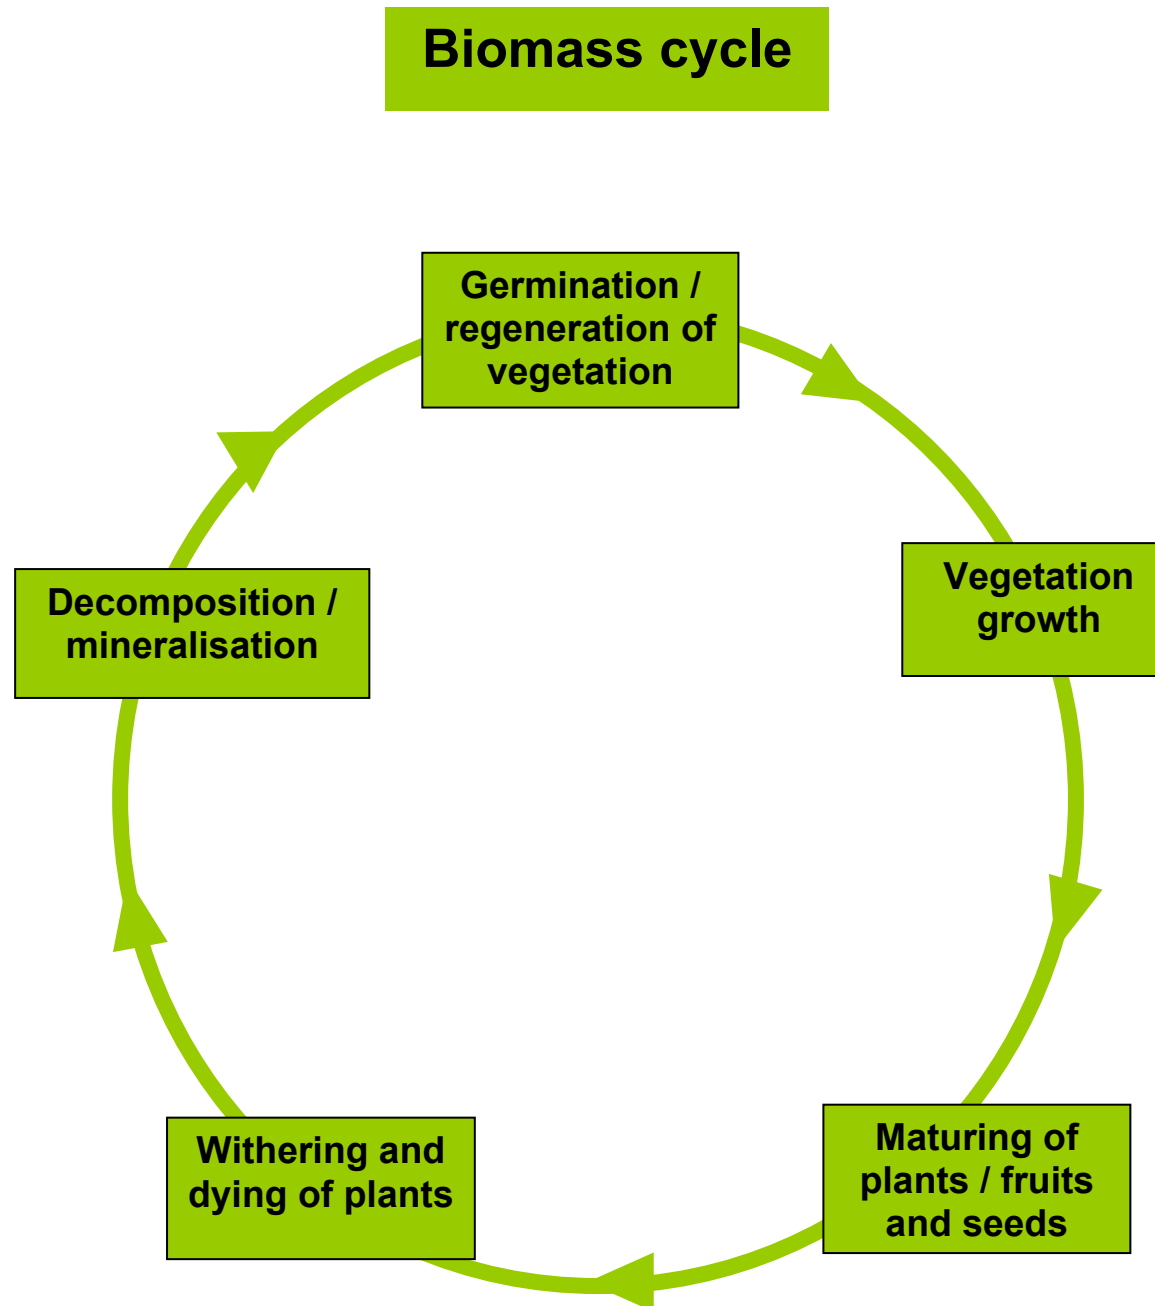 Biomass cycle
Germination /
regeneration of
vegetation
Vegetation
growth
Maturing of
plants / fruits
and seeds
Withering and
dying of plants
Decomposition /
mineralisation